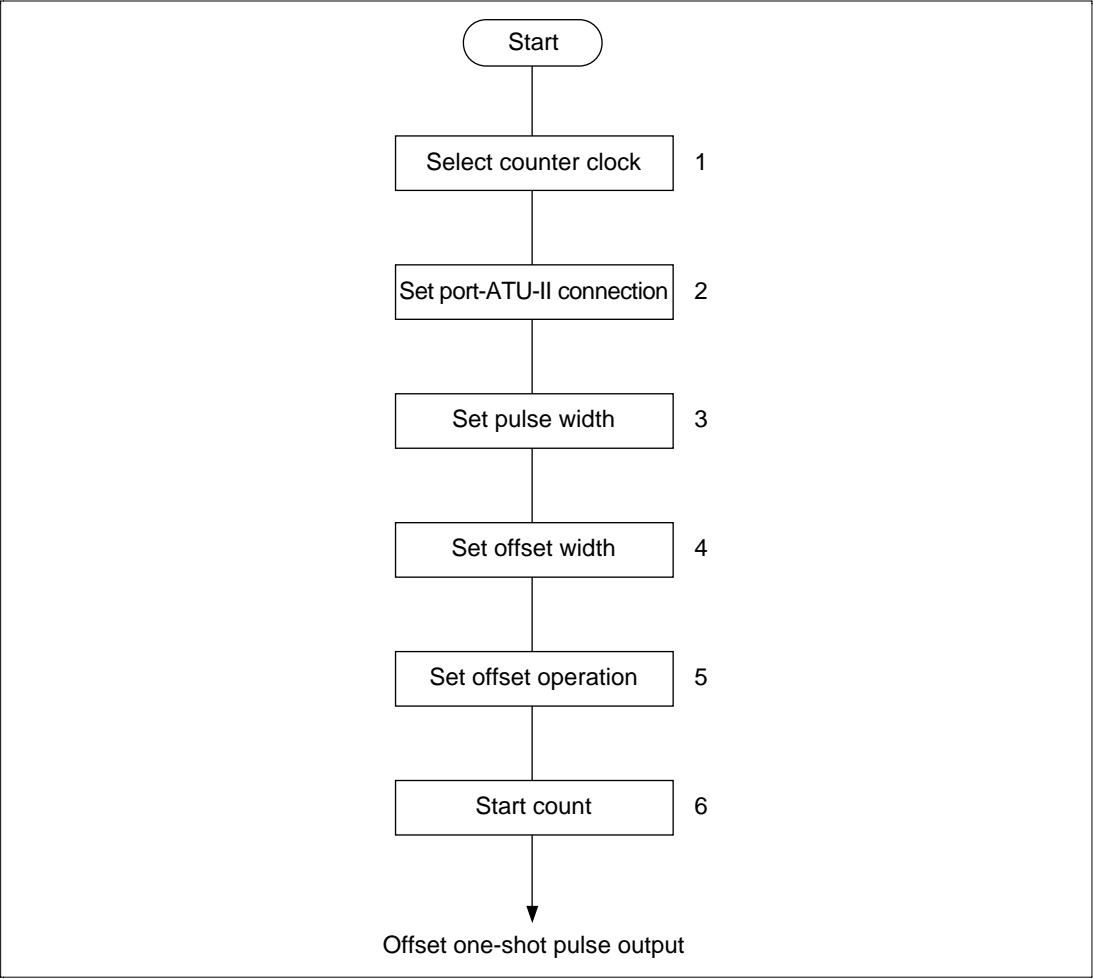 Start
Select counter clock 1
Set port-ATU-II connection 2
Set pulse width 3
Set offset width 4
Set offset operation 5
Start count 6
Offset one-shot pulse output